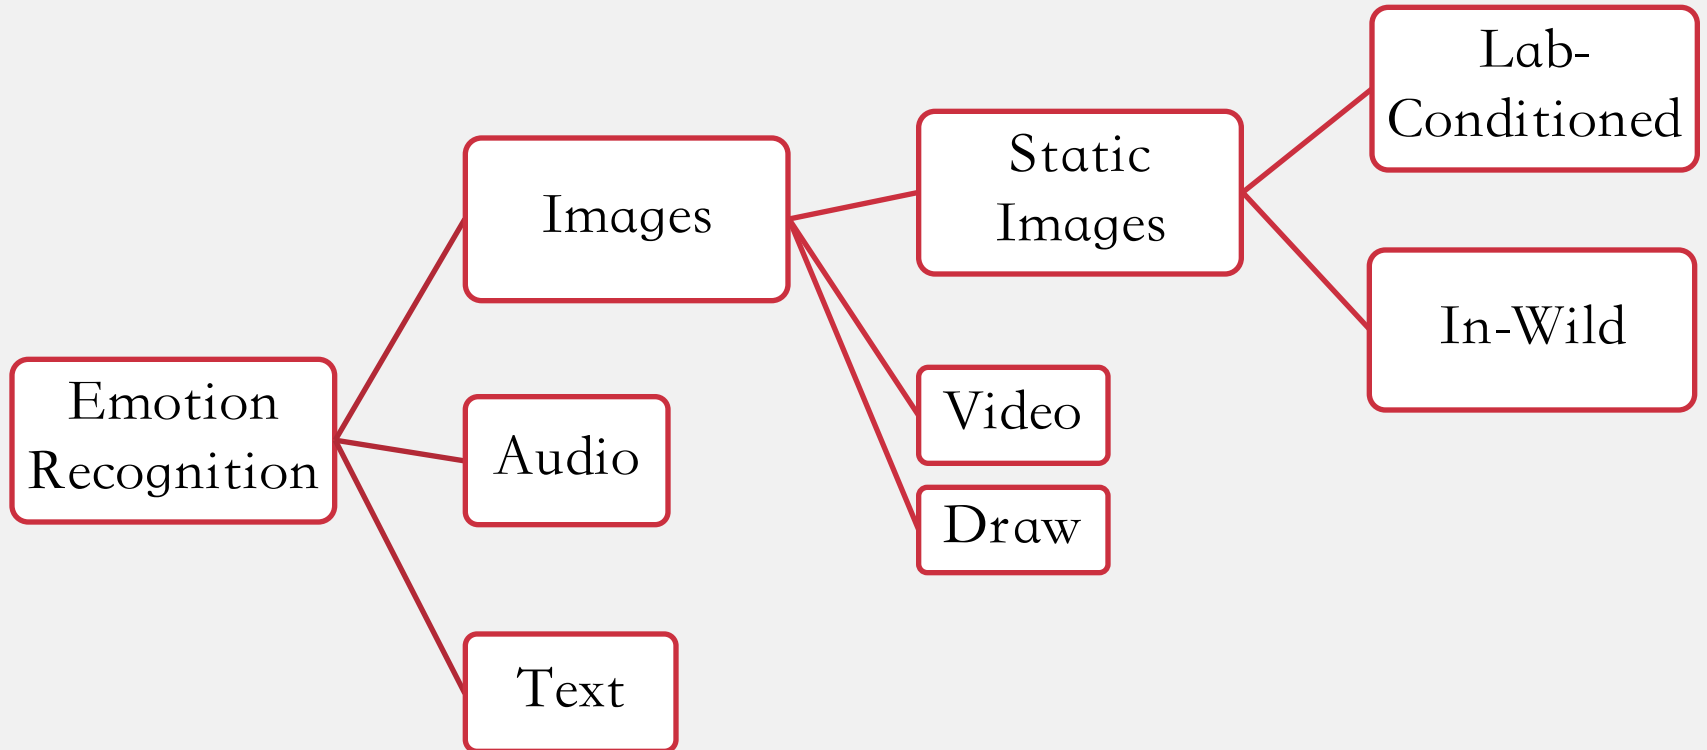 Emotion
Recognition
Images
Audio
Text
Static
Images
Video
Draw
Lab-
Conditioned
In-Wild